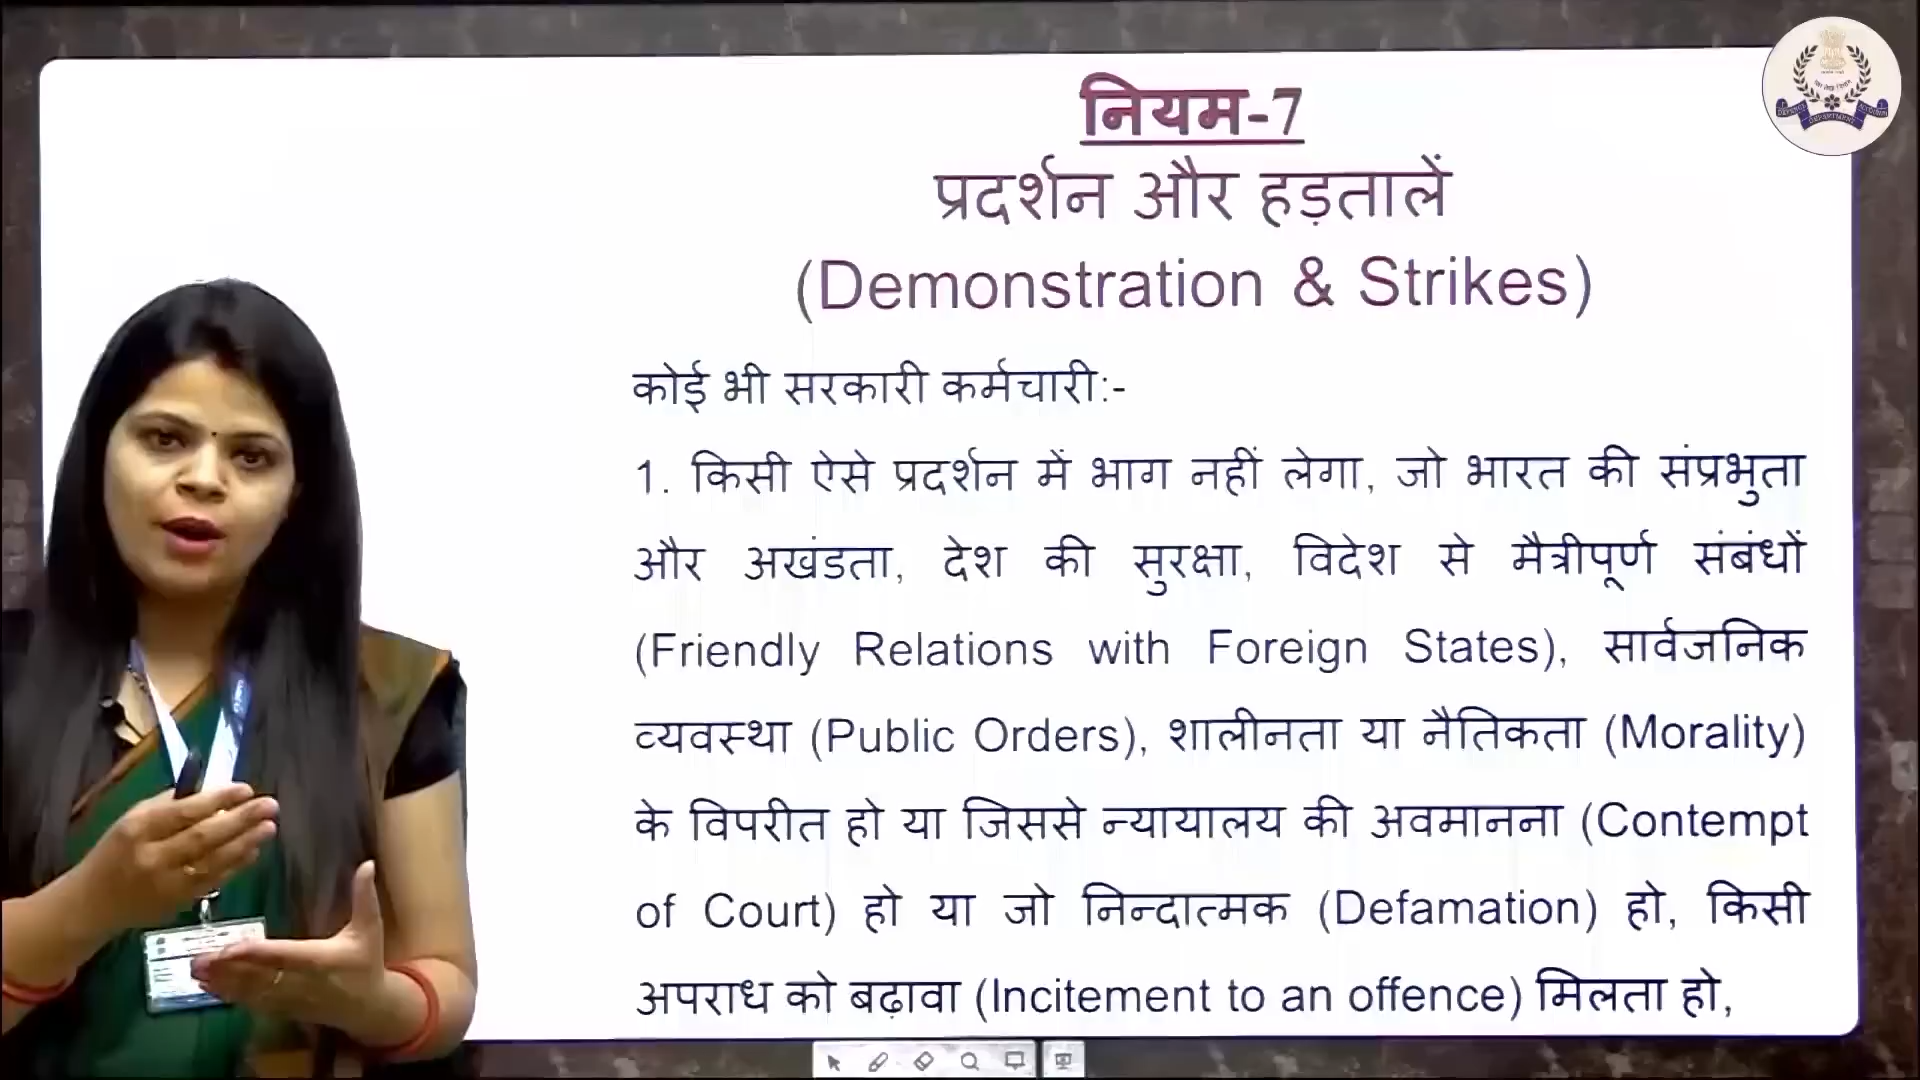 नियम-7
प्रदर्शन और हड़तालें
(Demonstration & Strikes)
कोई भी सरकारी कर्मचारी:-
1. किसी ऐसे प्रदर्शन में भाग नहीं लेगा, जो भारत की संप्रभुता
और अखंडता, देश की सुरक्षा, विदेश से मैत्रीपूर्ण संबंधों
(Friendly Relations with Foreign States), सार्वजनिक
व्यवस्था (Public Orders), शालीनता या नैतिकता (Morality)
के विपरीत हो या जिससे न्यायालय की अवमानना (Contempt
of Court) हो या जो निन्दात्मक (Defamation) हो, किसी
अपराध को बढ़ावा (Incitement to an offence) मिलता हो,